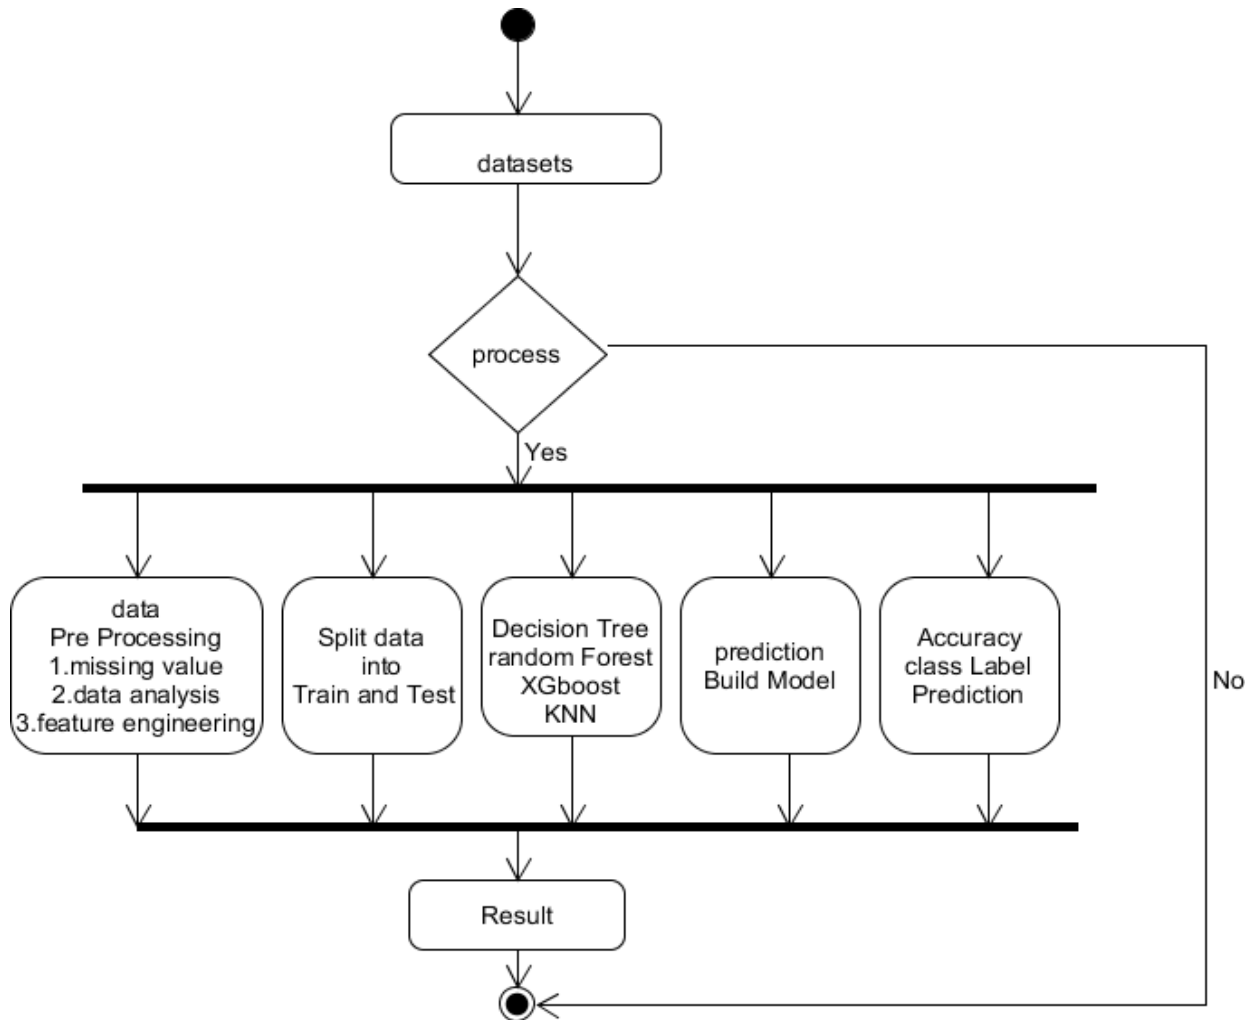 datasets
process
Yes
data
Pre Processing
1.missing value
2.data analysis
3.feature engineering
Split data
into
Train and Test
Decision Tree
random Forest
XGboost
KNN
prediction
Build Model
Accuracy
class Label
Prediction
No
Result